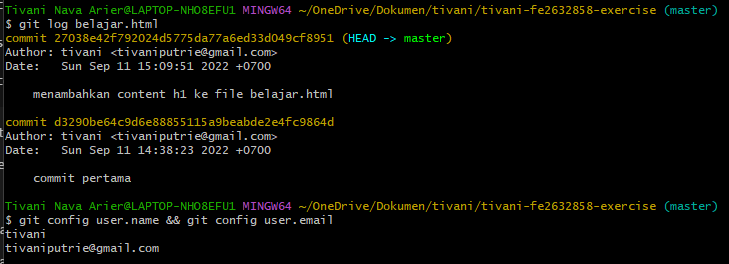 Tivani Nava Arier@LAPTOP-NHO8EFU1 MINGW64 ~/OneDrive/Dokumen/tivani/tivani-fe2632858-exercise (master)
$ git log belajar.html
commit 27038e42f792024d5775da77a6ed33d049cf8951 (HEAD -> master)
Author: tivani <tivaniputrie@gmail.com>
Date:   Sun Sep 11 15:09:51 2022 +0700
    menambahkan content h1 ke file belajar.html
commit d3290be64c9d6e88855115a9beabde2e4fc9864d
Author: tivani <tivaniputrie@gmail.com>
Date:   Sun Sep 11 14:38:23 2022 +0700
    commit pertama
Tivani Nava Arier@LAPTOP-NHO8EFU1 MINGW64 ~/OneDrive/Dokumen/tivani/tivani-fe2632858-exercise (master)
$ git config user.name && git config user.email
tivani
tivaniputrie@gmail.com